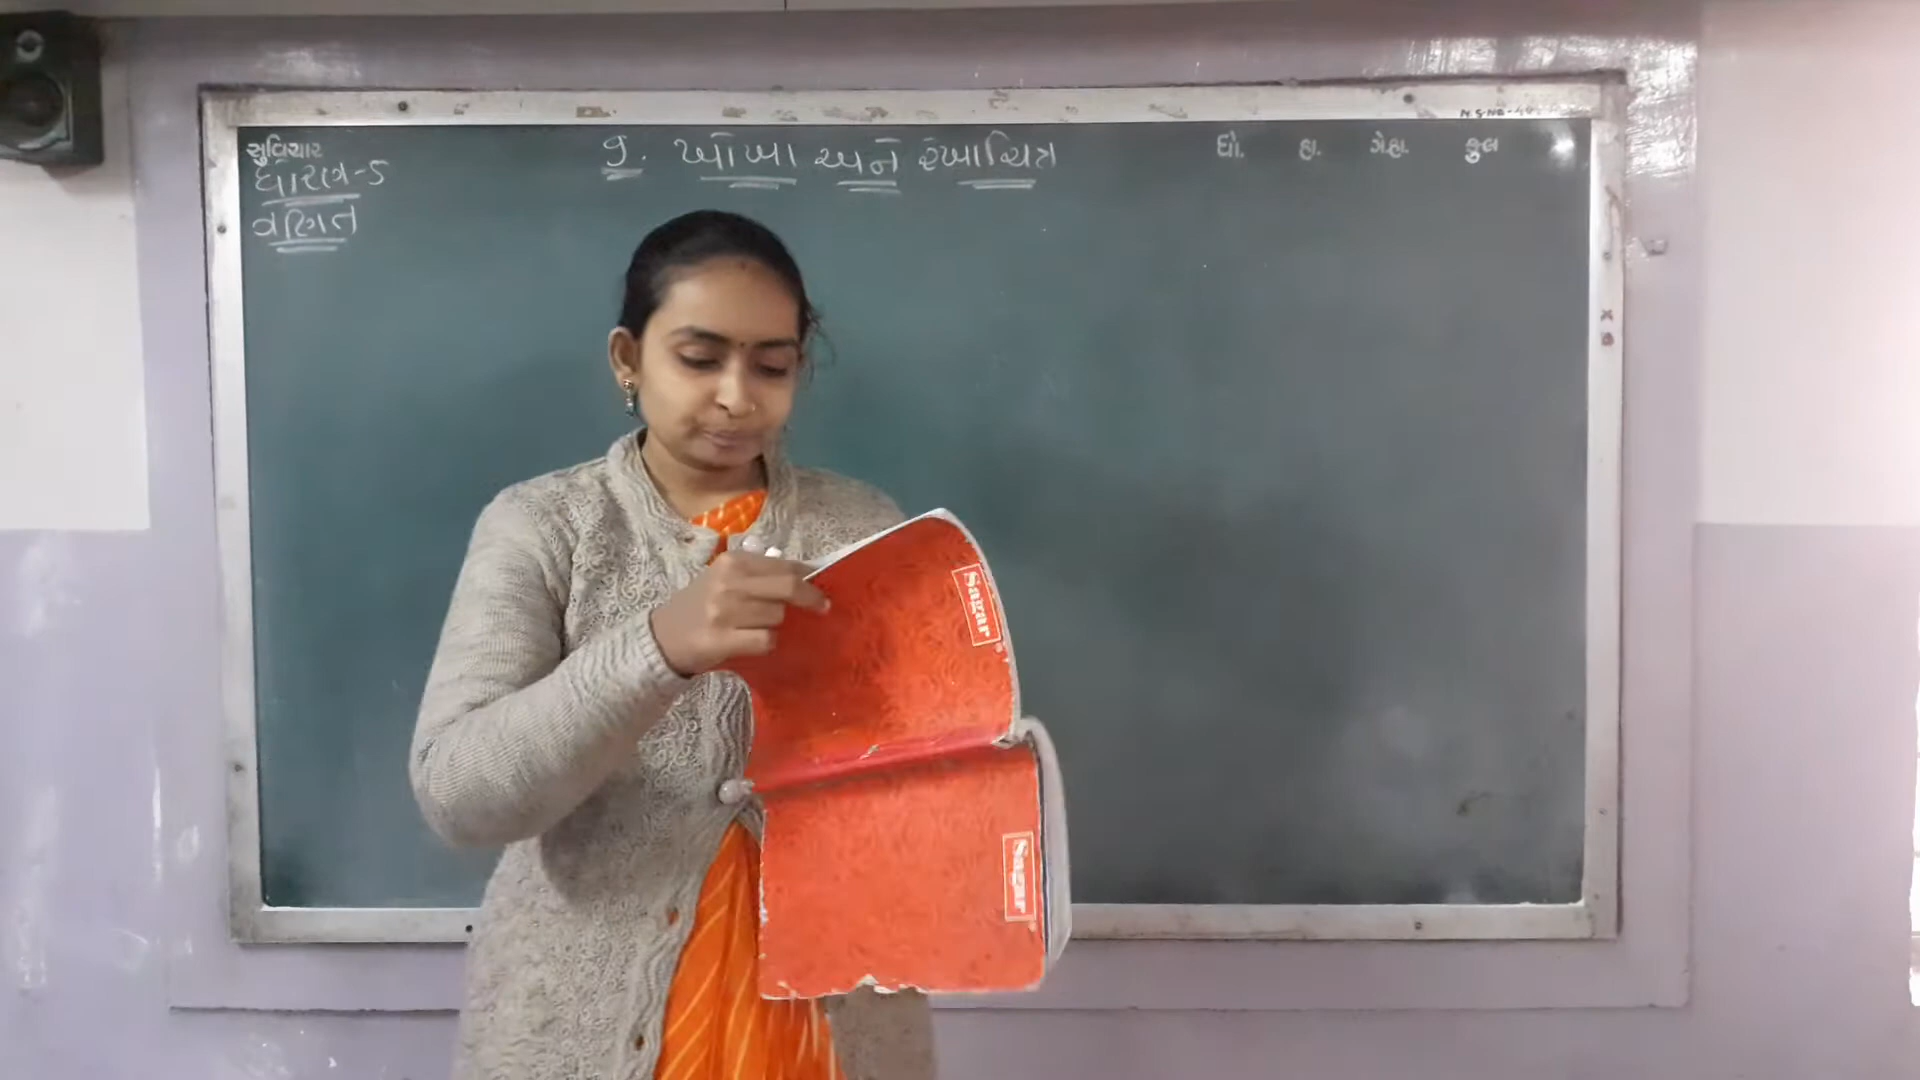 સુવિચાર
ધોરણ-5
ગણિત
9. ખોખા અને રેખાચિત્ર
ધો. હા. ગે.હા. કુલ
Sagar
Sagar